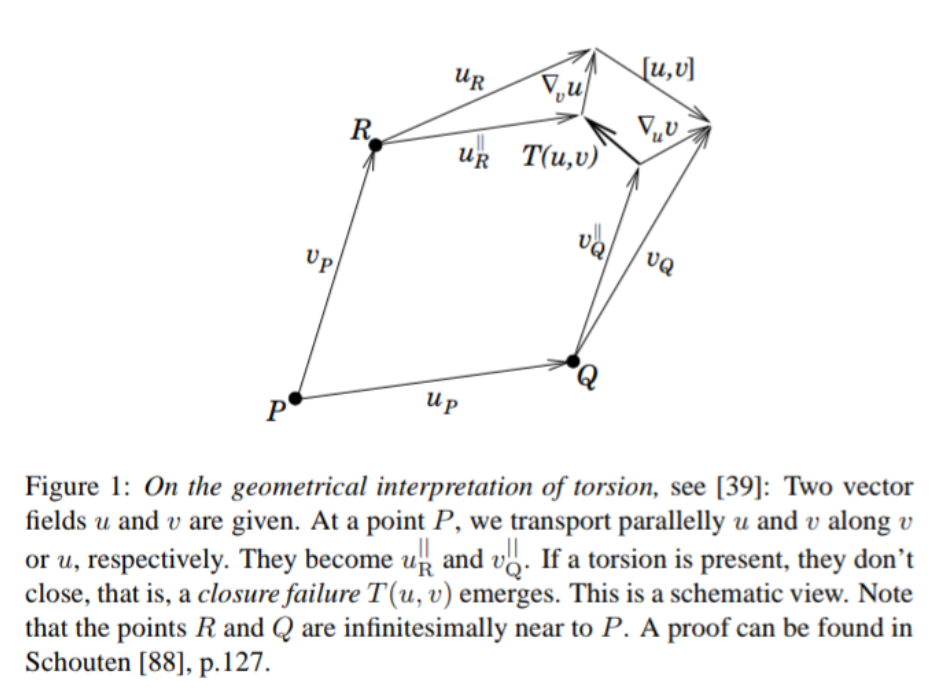 u_R
∇_v u
[u,v]
R
u_R^||
T(u,v)
∇_u v
v_P
v_Q^||
v_Q
P
u_P
Q
Figure 1: On the geometrical interpretation of torsion, see [39]: Two vector
fields u and v are given. At a point P, we transport parallelly u and v along v
or u, respectively. They become u_R^|| and v_Q^||. If a torsion is present, they don't
close, that is, a closure failure T(u, v) emerges. This is a schematic view. Note
that the points R and Q are infinitesimally near to P. A proof can be found in
Schouten [88], p.127.